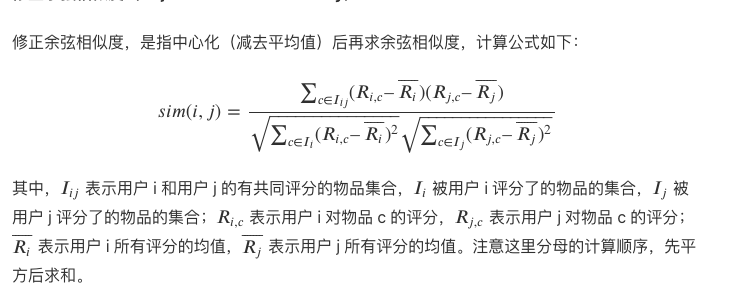 修正余弦相似度，是指中心化（减去平均值）后再求余弦相似度，计算公式如下：
$sim(i, j) = \frac{\sum_{c \in I_{ij}} (R_{i,c} - \overline{R_i})(R_{j,c} - \overline{R_j})}{\sqrt{\sum_{c \in I_i} (R_{i,c} - \overline{R_i})^2} \sqrt{\sum_{c \in I_j} (R_{j,c} - \overline{R_j})^2}}$
其中，$I_{ij}$ 表示用户 i 和用户 j 的有共同评分的物品集合，$I_i$ 被用户 i 评分了的物品的集合，$I_j$ 被
用户 j 评分了的物品的集合；$R_{i,c}$ 表示用户 i 对物品 c 的评分，$R_{j,c}$ 表示用户 j 对物品 c 的评分；
$\overline{R_i}$ 表示用户 i 所有评分的均值，$\overline{R_j}$ 表示用户 j 所有评分的均值。注意这里分母的计算顺序，先平
方后求和。